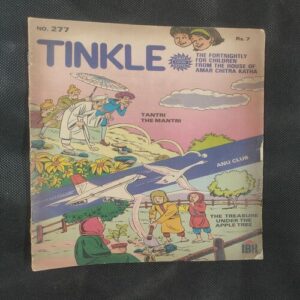 NO. 277
Rs. 7
TINKLE
THE FORTNIGHTLY
FOR CHILDREN
FROM THE HOUSE OF
AMAR CHITRA KATHA
TANTRI
THE MANTRI
ANU CLUB
THE TREASURE
UNDER THE
APPLE TREE
IBH